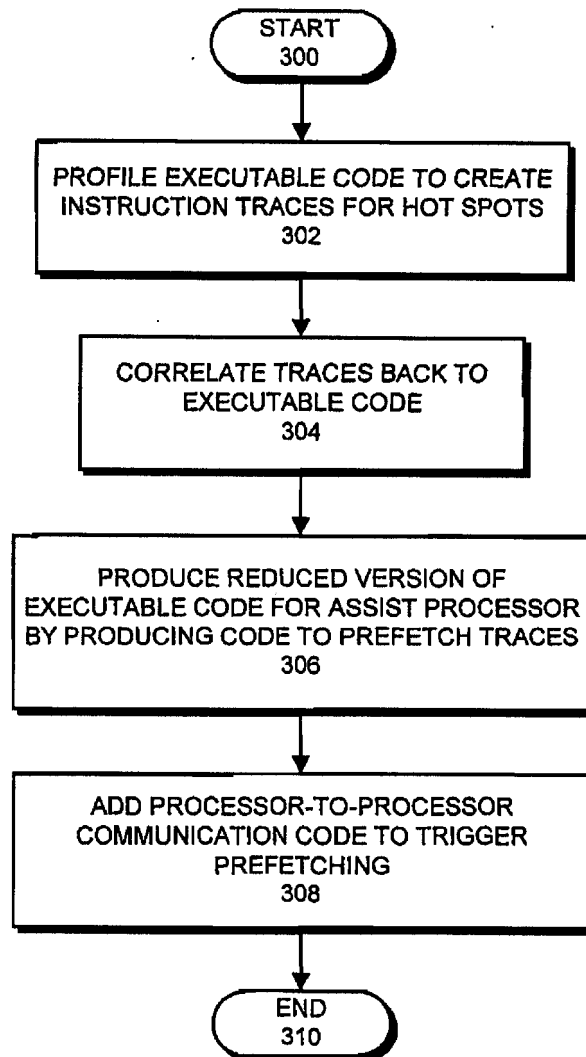 START
300
PROFILE EXECUTABLE CODE TO CREATE
INSTRUCTION TRACES FOR HOT SPOTS
302
CORRELATE TRACES BACK TO
EXECUTABLE CODE
304
PRODUCE REDUCED VERSION OF
EXECUTABLE CODE FOR ASSIST PROCESSOR
BY PRODUCING CODE TO PREFETCH TRACES
306
ADD PROCESSOR-TO-PROCESSOR
COMMUNICATION CODE TO TRIGGER
PREFETCHING
308
END
310